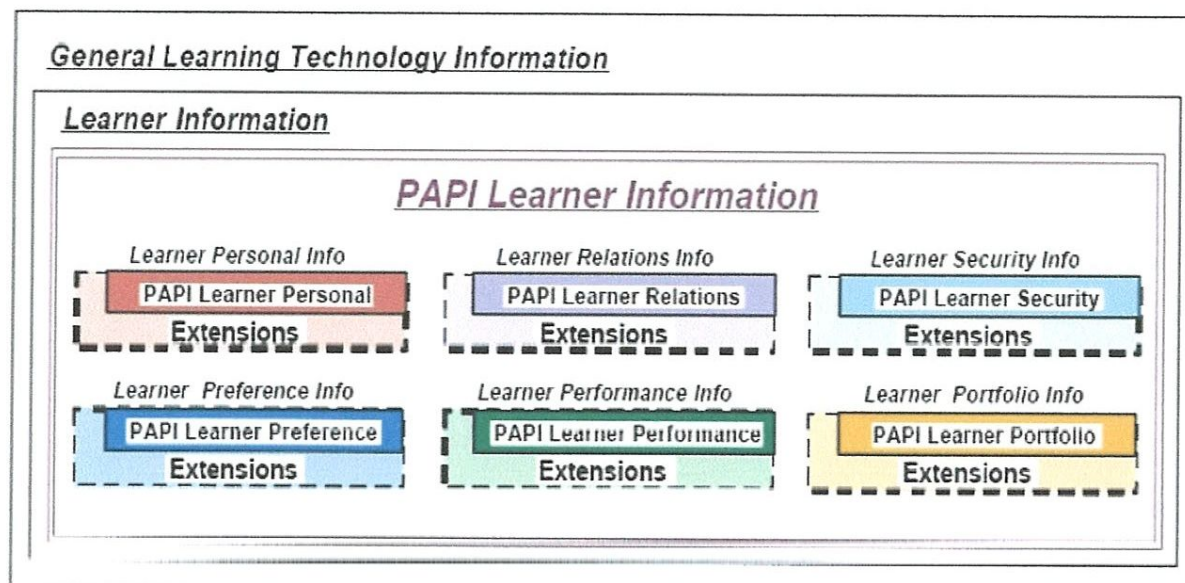 General Learning Technology Information
Learner Information
PAPI Learner Information
Learner Personal Info
PAPI Learner Personal
Extensions
Learner Relations Info
PAPI Learner Relations
Extensions
Learner Security Info
PAPI Learner Security
Extensions
Learner Preference Info
PAPI Learner Preference
Extensions
Learner Performance Info
PAPI Learner Performance
Extensions
Learner Portfolio Info
PAPI Learner Portfolio
Extensions